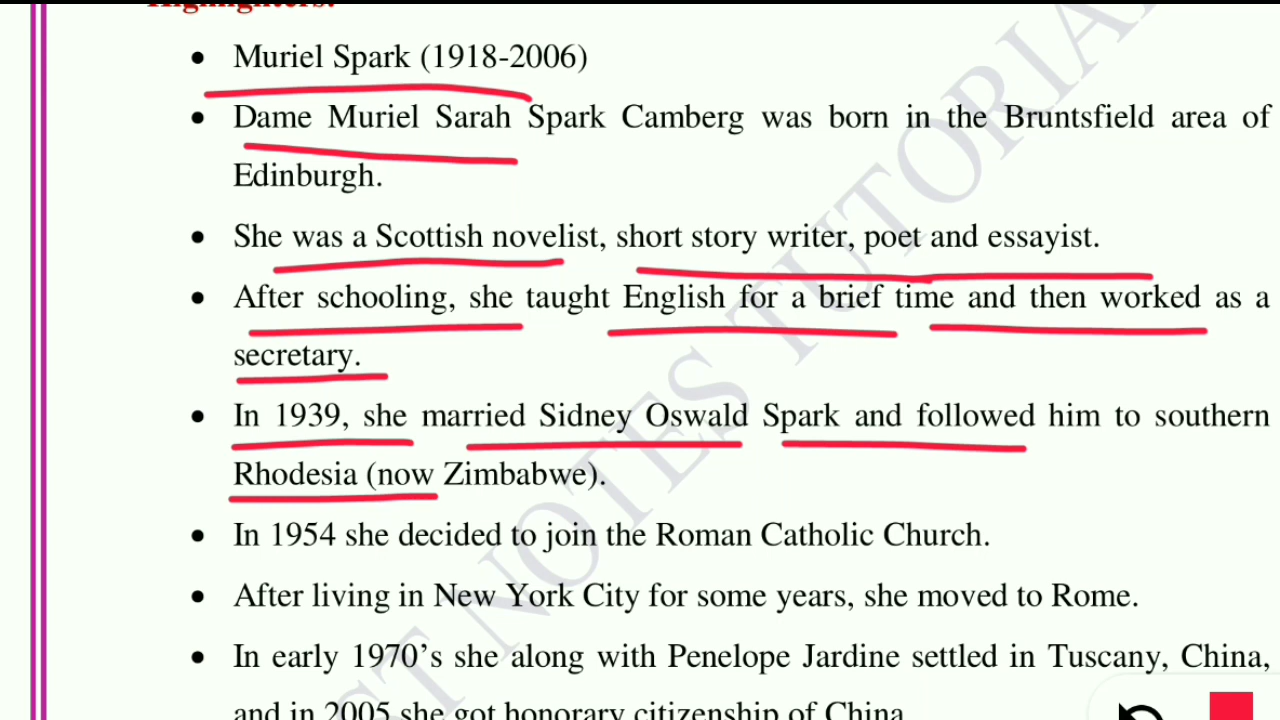 Highlighters:
• Muriel Spark (1918-2006)
• Dame Muriel Sarah Spark Camberg was born in the Bruntsfield area of
Edinburgh.
• She was a Scottish novelist, short story writer, poet and essayist.
• After schooling, she taught English for a brief time and then worked as a
secretary.
• In 1939, she married Sidney Oswald Spark and followed him to southern
Rhodesia (now Zimbabwe).
• In 1954 she decided to join the Roman Catholic Church.
• After living in New York City for some years, she moved to Rome.
• In early 1970’s she along with Penelope Jardine settled in Tuscany, China,
and in 2005 she got honorary citizenship of China
NOTES TUTORIA